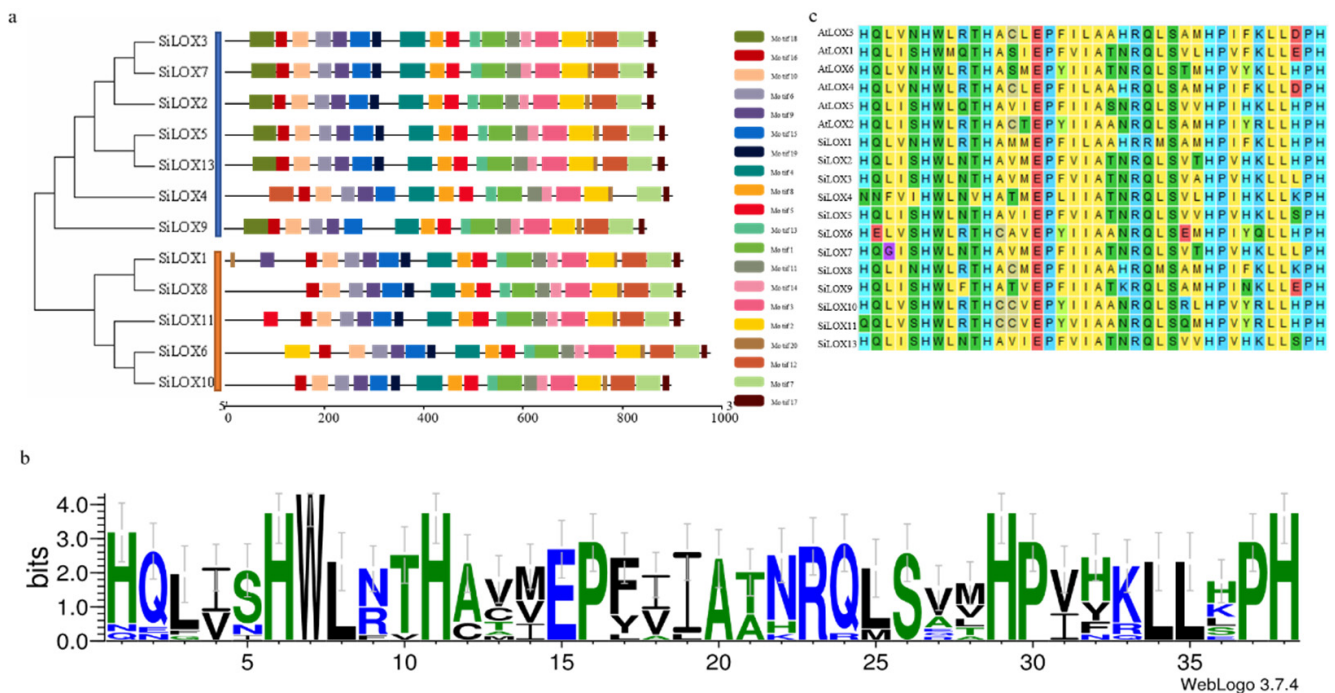 a
SiLOX3
SiLOX7
SiLOX2
SiLOX5
SiLOX13
SiLOX4
SiLOX9
SiLOX1
SiLOX8
SiLOX11
SiLOX6
SiLOX10
5'
3'
0 200 400 600 800 1000
Motif 18
Motif 16
Motif 10
Motif 6
Motif 9
Motif 15
Motif 19
Motif 4
Motif 8
Motif 5
Motif 13
Motif 1
Motif 11
Motif 14
Motif 3
Motif 2
Motif 20
Motif 12
Motif 7
Motif 17
c
AtLOX3 HQLVNHWLRTHACLEPFILAAHRQLSAMHPIFKLLDPH
AtLOX1 HQLISHWMQTHASIEPFVIATNRQLSVLHPVFKLLEPH
AtLOX6 HQLVNHWLRTHASMEPYIIATNRQLSTMHPVYKLLHPH
AtLOX4 HQLVNHWLRTHACLEPFILAAHRQLSAMHPIFKLLDPH
AtLOX5 HQLISHWLQTHAVIEPFIIASNRQLSVVHPIHKLLHPH
AtLOX2 HQLISHWLRTHACTEPYIIAANRQLSAMHPIYRLLHPH
SiLOX1 HQLVNHWLRTHAMMEPFILAAHRRMSAMHPIFKLLHPH
SiLOX2 HQLISHWLNTHAVMEPFVIATNRQLSVTHPVHKLLHPH
SiLOX3 HQLISHWLNTHAVMEPFVIATNRQLSVAHPVHKLLHPH
SiLOX4 NNFVIHWLNVHATMEPLIIATNRQLSVLHPIHKLLKPH
SiLOX5 HQLISHWLNTHAVIEPFVIATNRQLSVVHPVHKLLSPH
SiLOX6 HELVSHWLRTHCAVEPYIIAANRQLSEMHPIYQLLHPH
SiLOX7 HQGISHWLNTHAVMEPFVIATNRQLSVTHPVHKLLLPH
SiLOX8 HQLINHWLRTHACMEPFIIAAHRQMSAMHPIFKLLKPH
SiLOX9 HQLISHWLFTHATVEPFIIATKRQLSAMHPINKLLEPH
SiLOX10 HQLVSHWLRTHCCVEPYVIAANRQLSRLHPVYRLLHPH
SiLOX11 QQLVSHWLRTHCCVEPYVIAANRQLSQMHPVYRLLHPH
SiLOX13 HQLISHWLNTHAVIEPFVIATNRQLSVVHPVHKLLSPH
b
bits
4.0
3.0
2.0
1.0
0.0
5 10 15 20 25 30 35
WebLogo 3.7.4